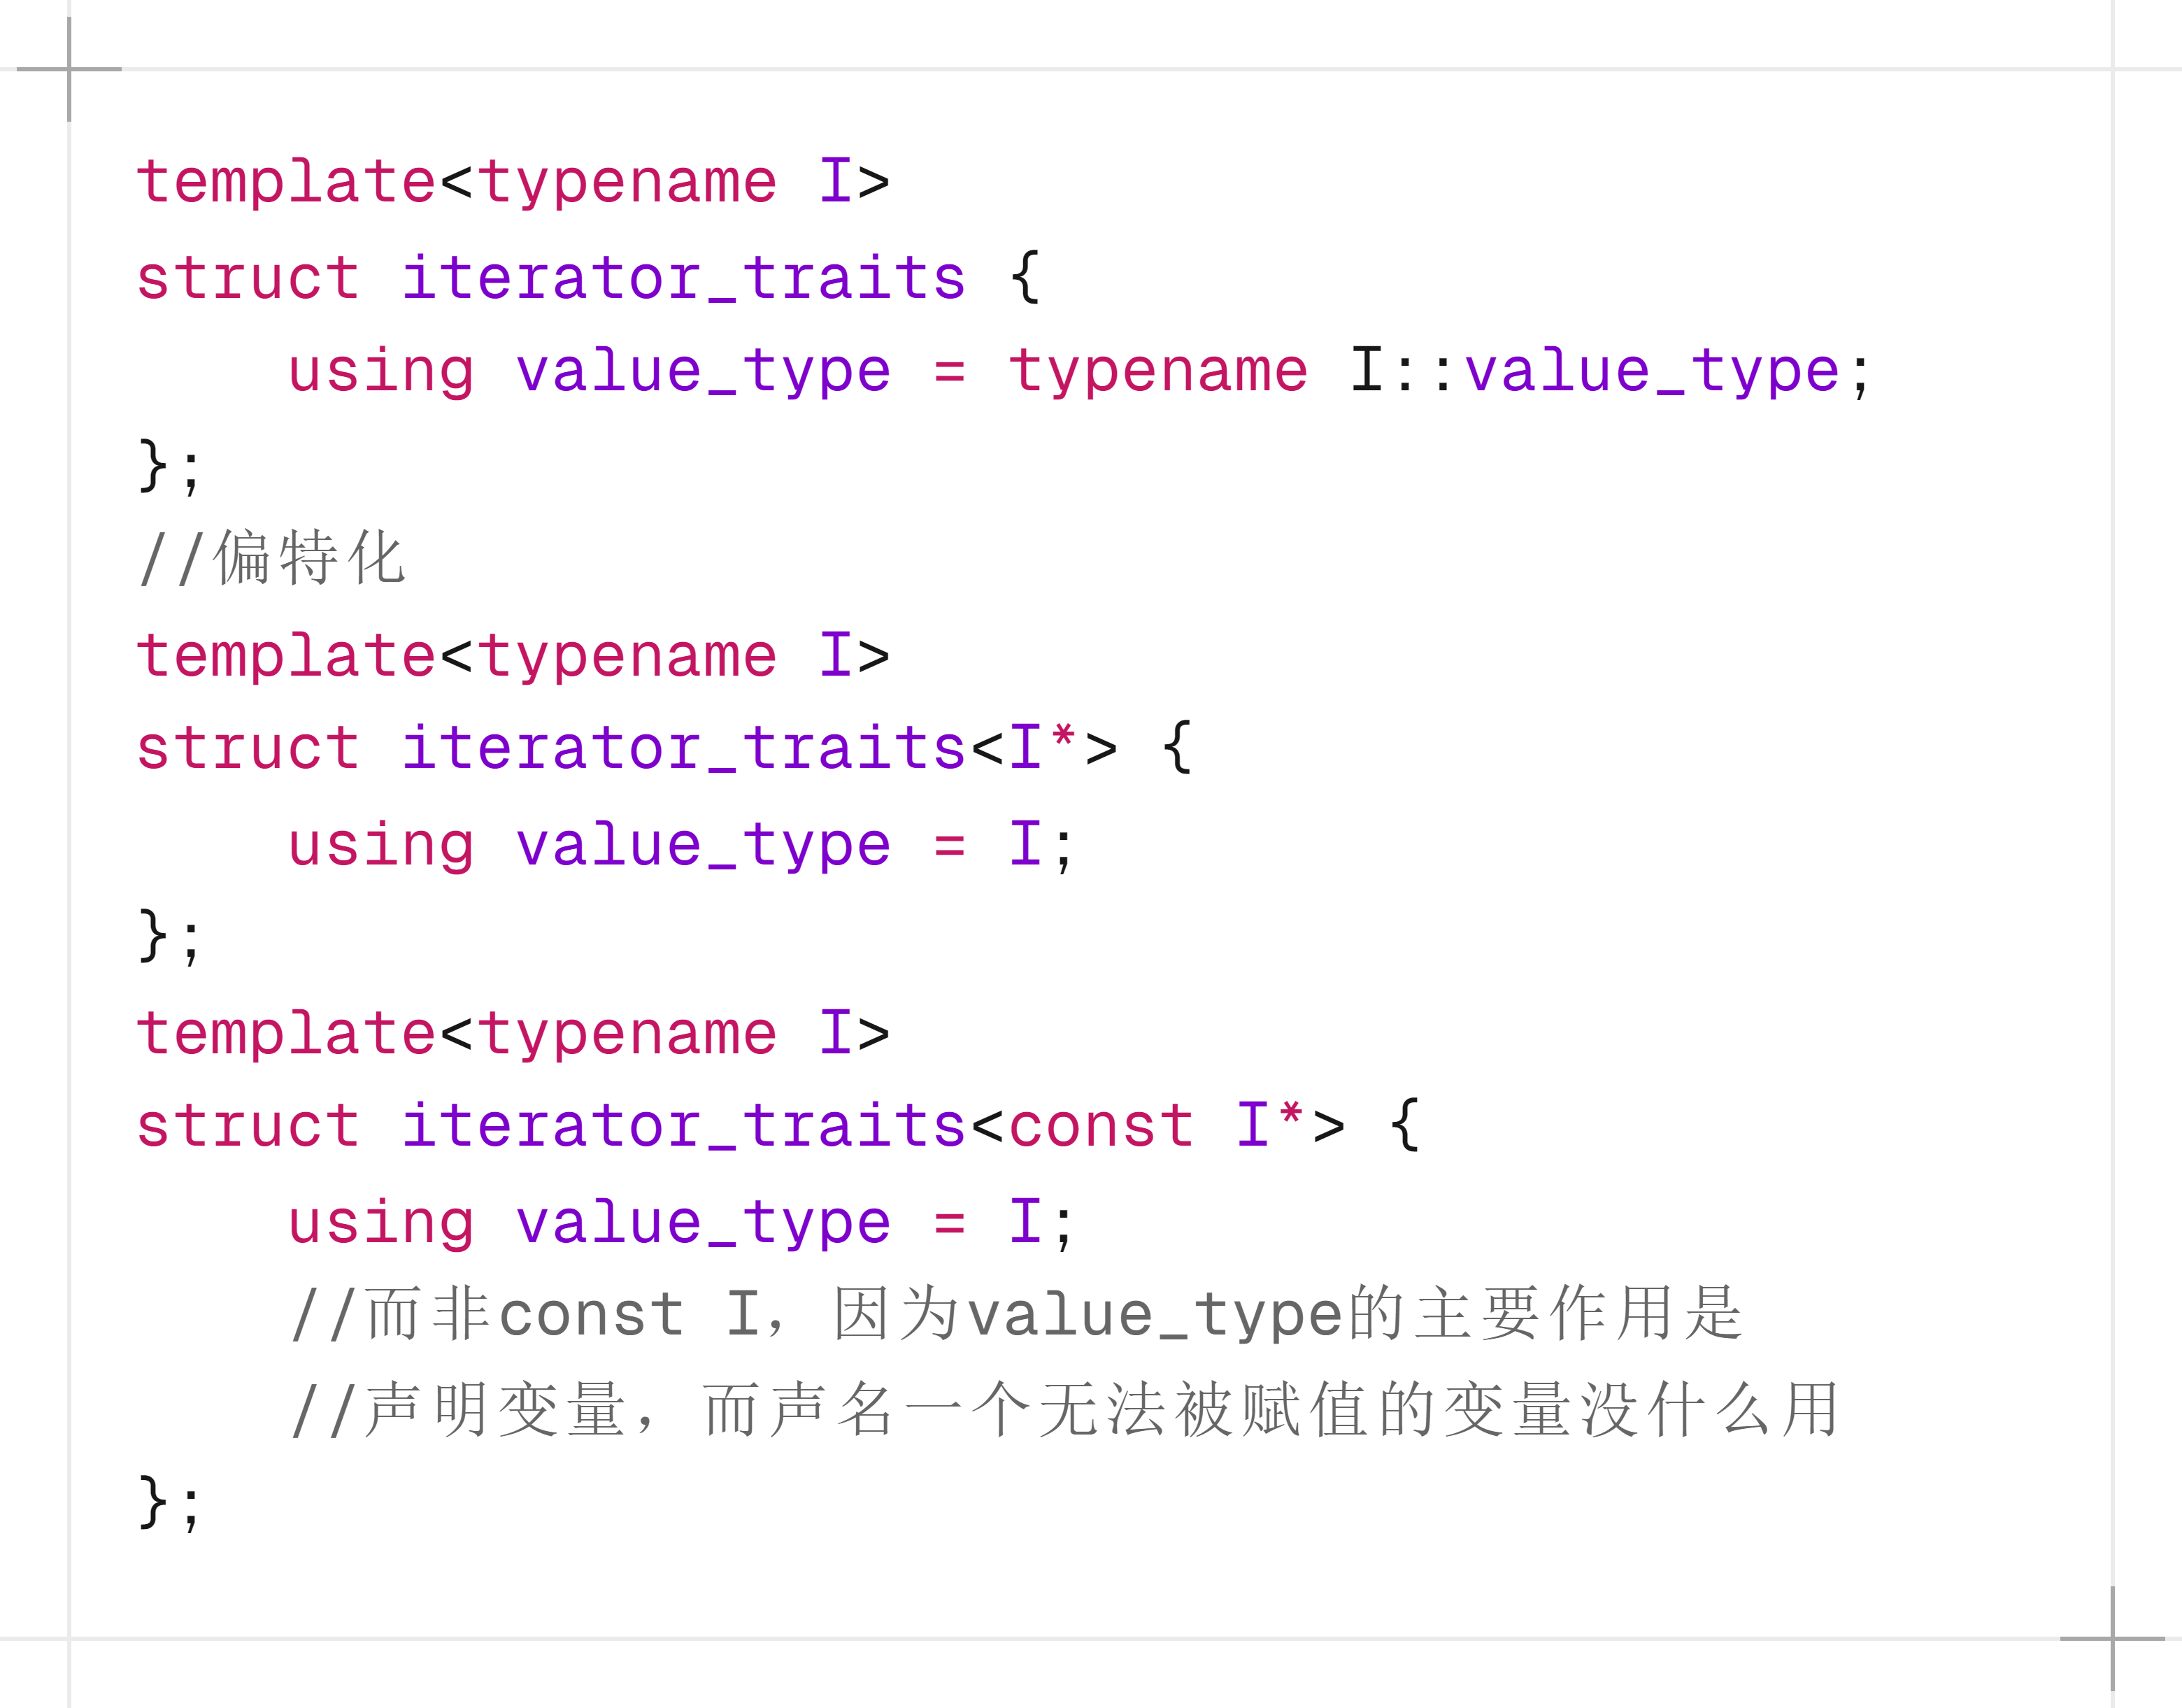 template<typename I>
struct iterator_traits {
    using value_type = typename I::value_type;
};
//偏特化
template<typename I>
struct iterator_traits<I*> {
    using value_type = I;
};
template<typename I>
struct iterator_traits<const I*> {
    using value_type = I;
    //而非const I，因为value_type的主要作用是
    //声明变量，而声名一个无法被赋值的变量没什么用
};